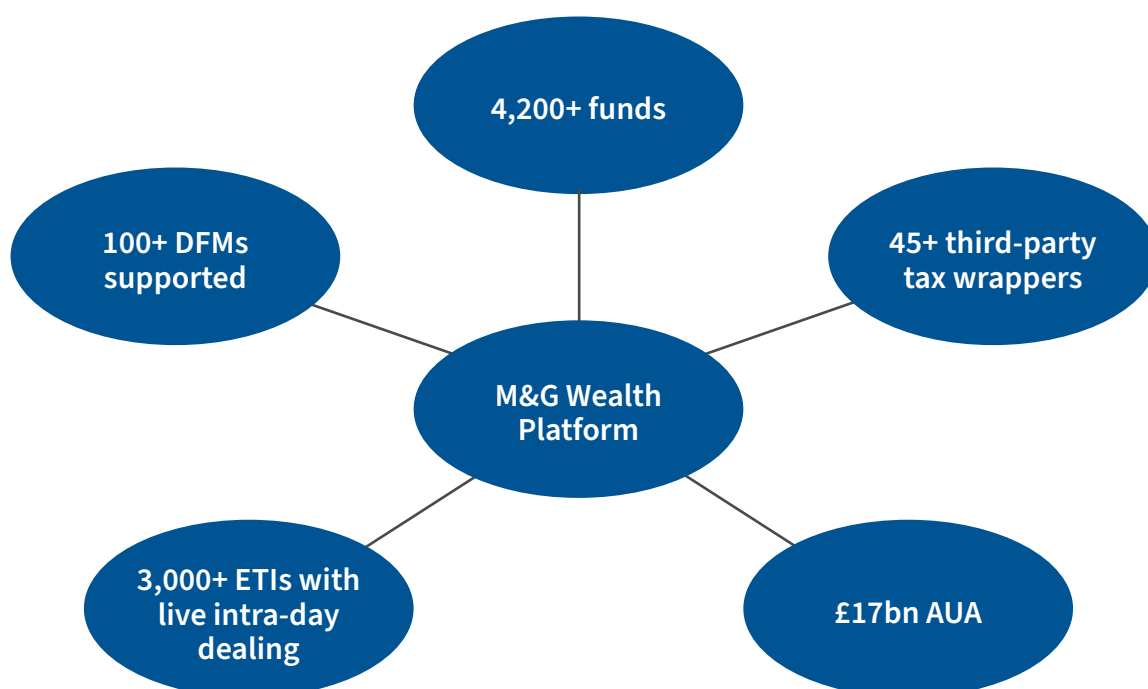 4,200+ funds
100+ DFMs
supported
45+ third-party
tax wrappers
M&G Wealth
Platform
3,000+ ETIs with
live intra-day
dealing
£17bn AUA